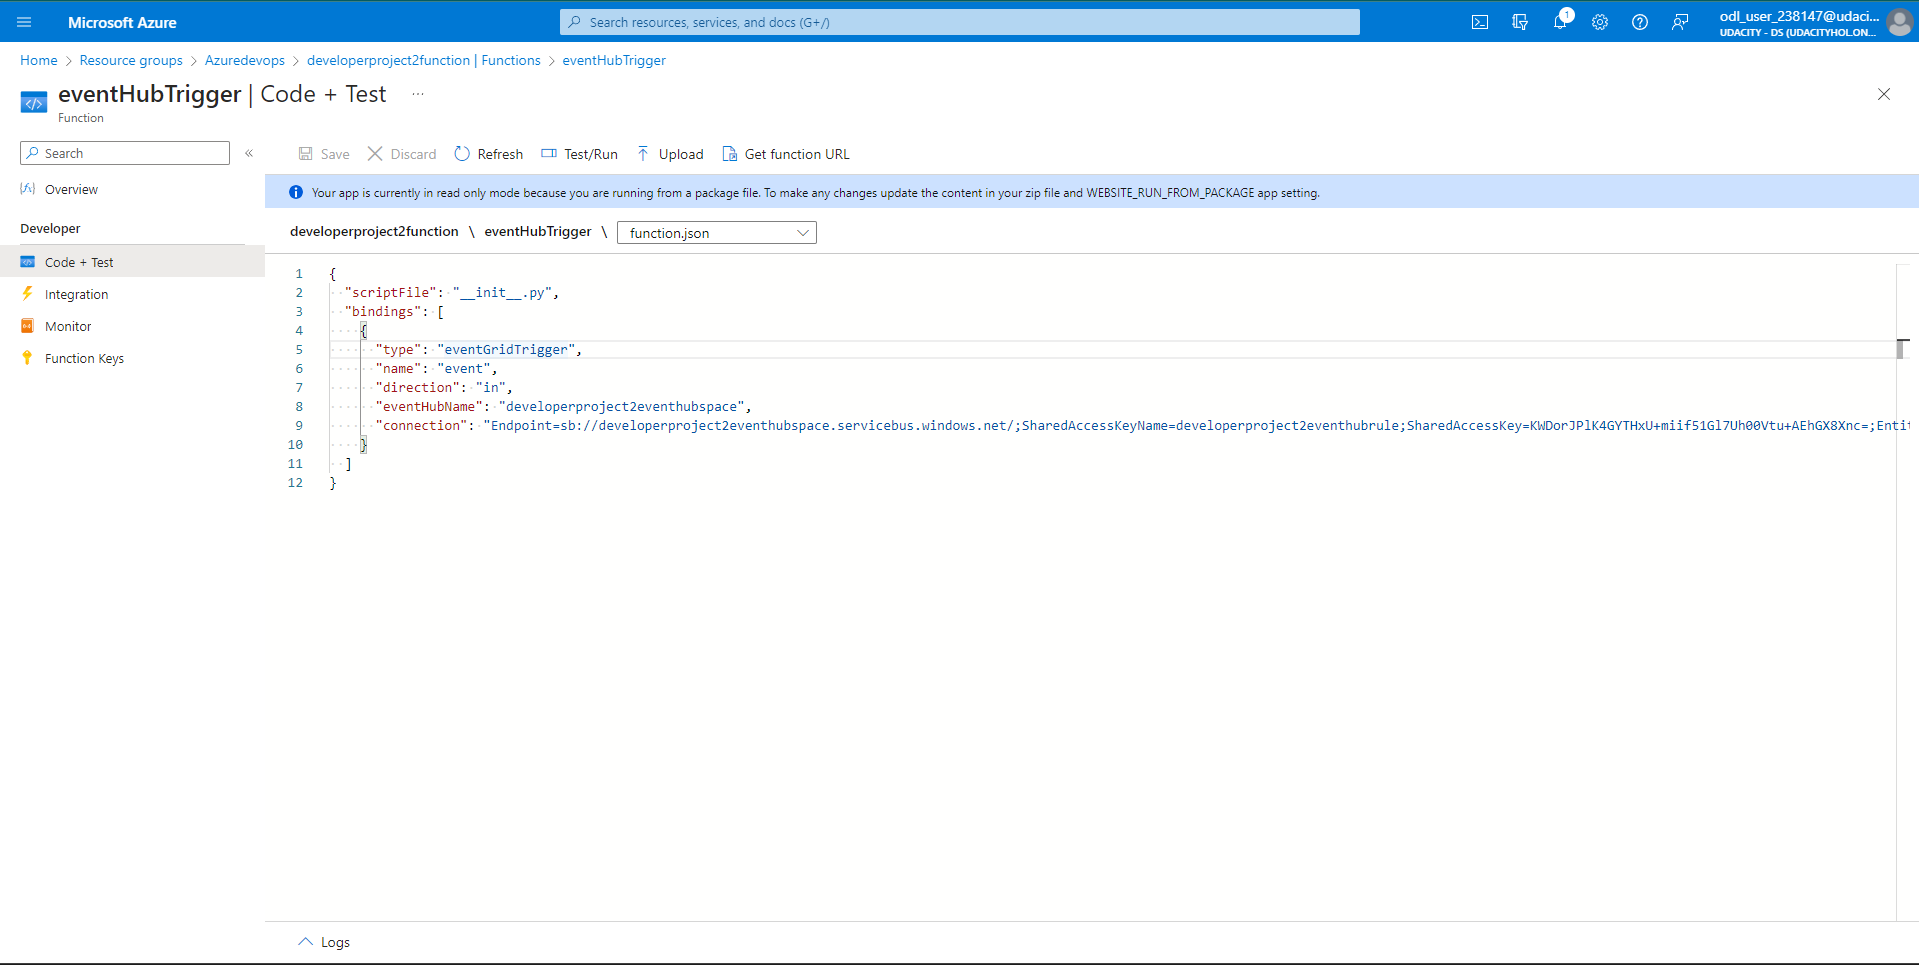 Microsoft Azure
Search resources, services, and docs (G+/)
1
odl_user_238147@udaci...
UDACITY - DS (UDACITYHOL.ON...
Home > Resource groups > Azuredevops > developerproject2function | Functions > eventHubTrigger
eventHubTrigger | Code + Test ...
Function
Search
«
Save Discard Refresh Test/Run Upload Get function URL
Overview
Developer
Code + Test
Integration
Monitor
Function Keys
Your app is currently in read only mode because you are running from a package file. To make any changes update the content in your zip file and WEBSITE_RUN_FROM_PACKAGE app setting.
developerproject2function \ eventHubTrigger \ function.json
1 {
2 "scriptFile": "__init__.py",
3 "bindings": [
4 {
5 "type": "eventGridTrigger",
6 "name": "event",
7 "direction": "in",
8 "eventHubName": "developerproject2eventhubspace",
9 "connection": "Endpoint=sb://developerproject2eventhubspace.servicebus.windows.net/;SharedAccessKeyName=developerproject2eventhubrule;SharedAccessKey=KWDorJPlK4GYTHxU+miif51Gl7Uh00Vtu+AEhGX8Xnc=;Entit
10 }
11 ]
12 }
Logs